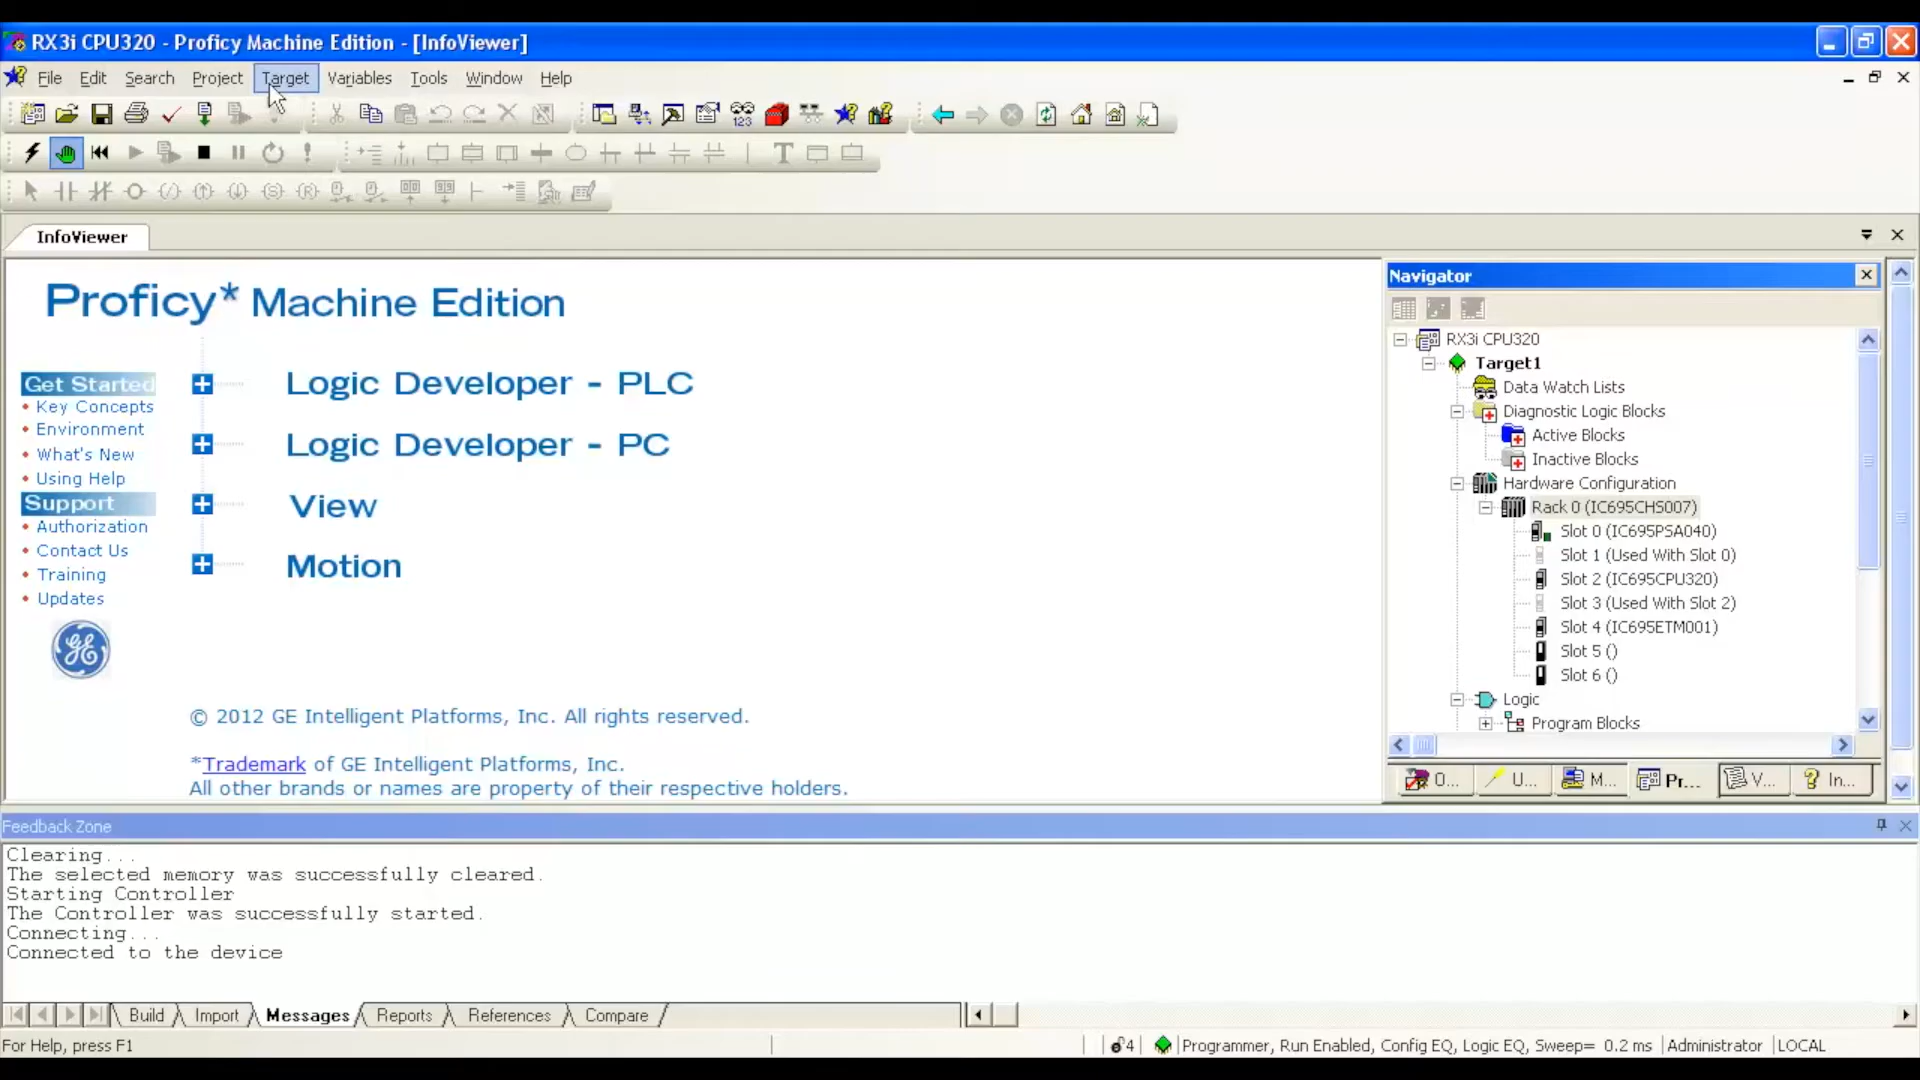 RX3i CPU320 - Proficy Machine Edition - [InfoViewer]
File Edit Search Project Target Variables Tools Window Help
InfoViewer
Proficy* Machine Edition
Get Started
Key Concepts
Environment
What's New
Using Help
Support
Authorization
Contact Us
Training
Updates
Logic Developer - PLC
Logic Developer - PC
View
Motion
© 2012 GE Intelligent Platforms, Inc. All rights reserved.
*Trademark of GE Intelligent Platforms, Inc.
All other brands or names are property of their respective holders.
Navigator
RX3i CPU320
Target1
Data Watch Lists
Diagnostic Logic Blocks
Active Blocks
Inactive Blocks
Hardware Configuration
Rack 0 (IC695CHS007)
Slot 0 (IC695PSA040)
Slot 1 (Used With Slot 0)
Slot 2 (IC695CPU320)
Slot 3 (Used With Slot 2)
Slot 4 (IC695ETM001)
Slot 5 ()
Slot 6 ()
Logic
Program Blocks
O... U... M... Pr... V... In...
Feedback Zone
Clearing...
The selected memory was successfully cleared.
Starting Controller
The Controller was successfully started.
Connecting...
Connected to the device
Build Import Messages Reports References Compare
For Help, press F1
4 Programmer, Run Enabled, Config EQ, Logic EQ, Sweep= 0.2 ms Administrator LOCAL